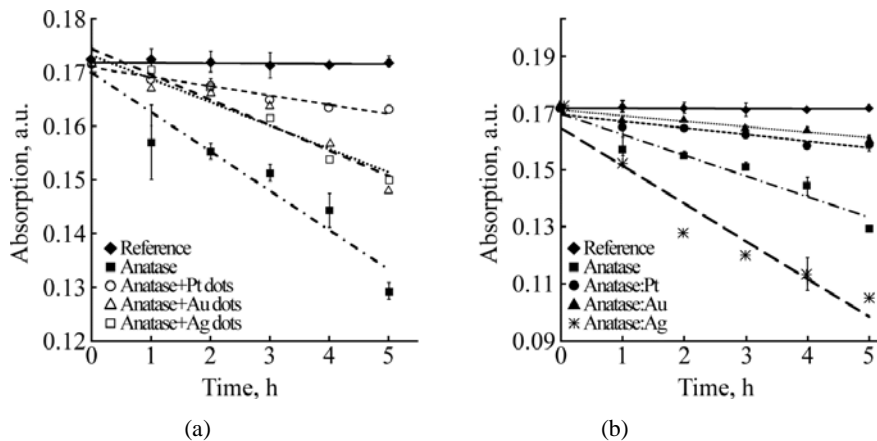 0.18
0.17
0.16
0.15
0.14
0.13
0.12
Absorption, a.u.
Reference
Anatase
Anatase+Pt dots
Anatase+Au dots
Anatase+Ag dots
0 1 2 3 4 5
Time, h
(a)
0.19
0.17
0.15
0.13
0.11
0.09
Absorption, a.u.
Reference
Anatase
Anatase:Pt
Anatase:Au
Anatase:Ag
0 1 2 3 4 5
Time, h
(b)